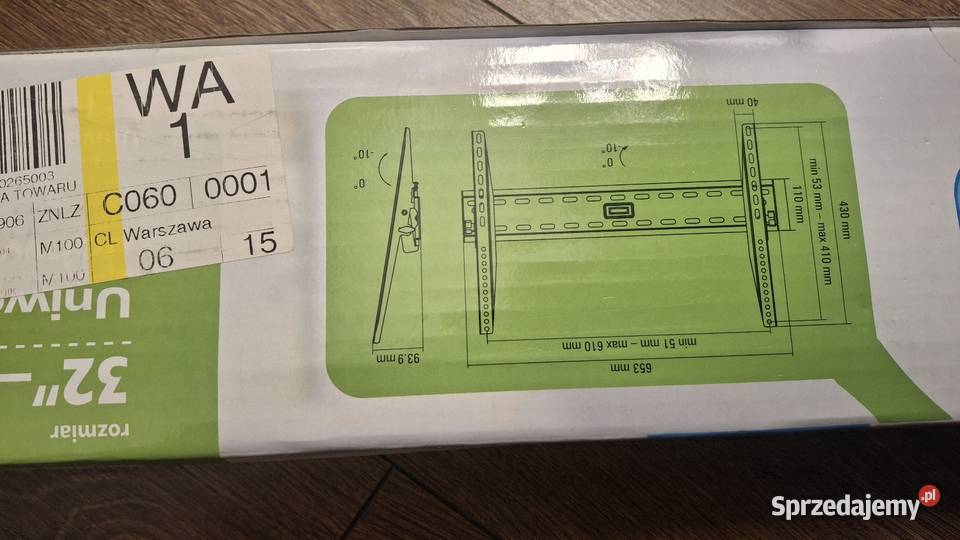 WA
1
0265003
A TOWARU
906
ZNLZ
C060
0001
M100
CL Warszawa
M100
06
15
rozmiar
32"–
40 mm
-10°
0°
-10°
0°
110 mm
min 53 mm – max 410 mm
430 mm
93.9 mm
min 51 mm – max 610 mm
653 mm
Sprzedajemy.pl